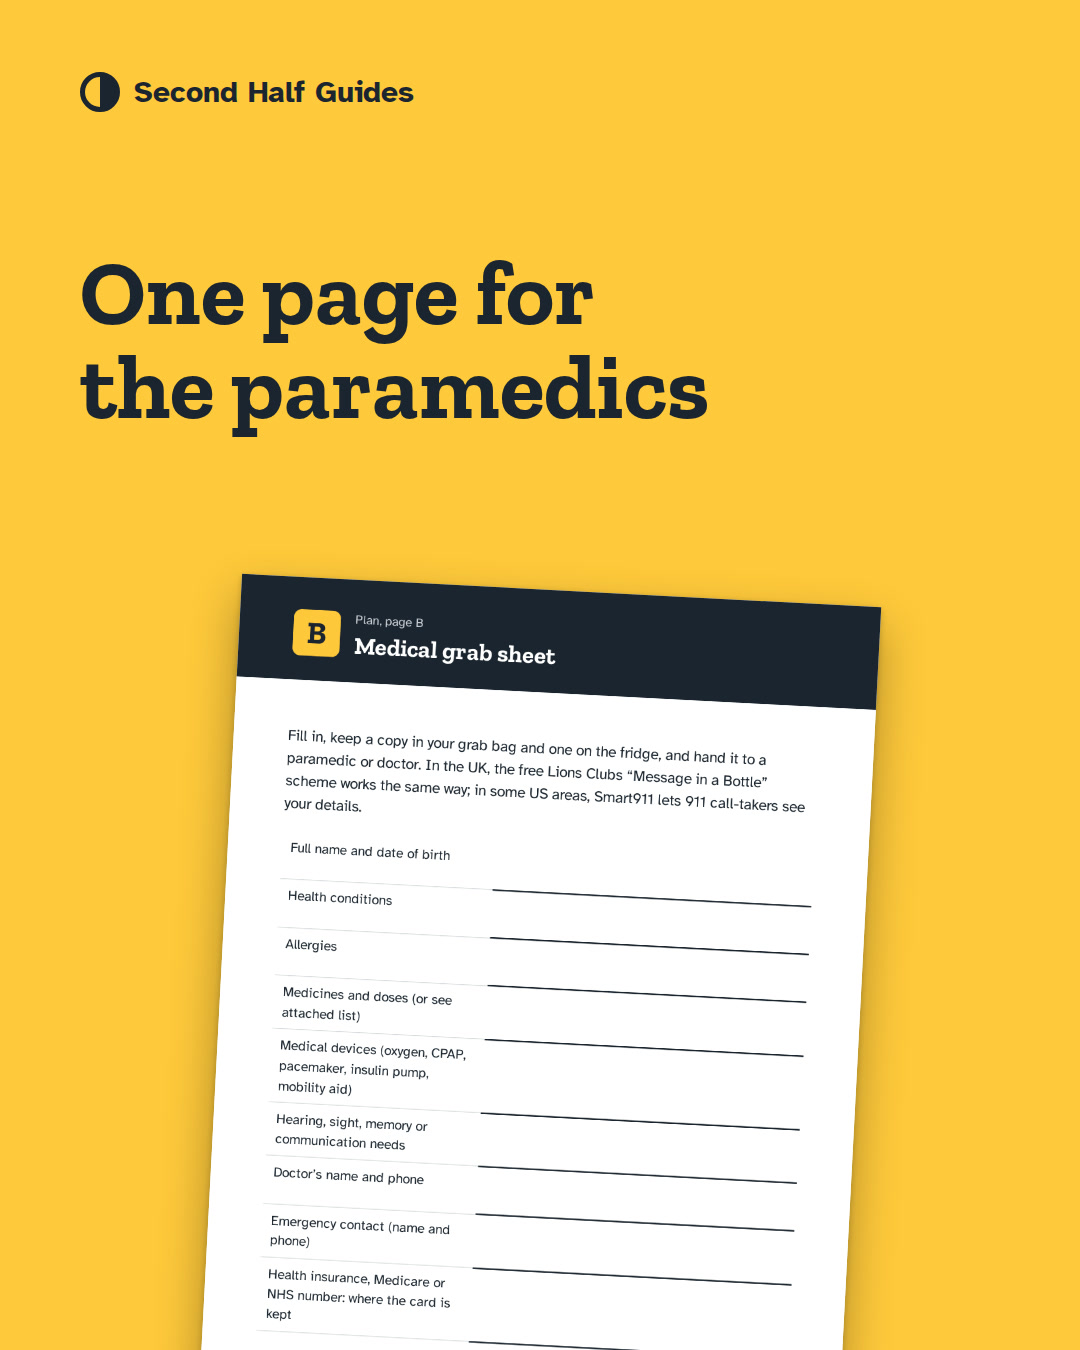 Second Half Guides
One page for
the paramedics
B
Plan, page B
Medical grab sheet
Fill in, keep a copy in your grab bag and one on the fridge, and hand it to a
paramedic or doctor. In the UK, the free Lions Clubs “Message in a Bottle”
scheme works the same way; in some US areas, Smart911 lets 911 call-takers see
your details.
Full name and date of birth
Health conditions
Allergies
Medicines and doses (or see
attached list)
Medical devices (oxygen, CPAP,
pacemaker, insulin pump,
mobility aid)
Hearing, sight, memory or
communication needs
Doctor’s name and phone
Emergency contact (name and
phone)
Health insurance, Medicare or
NHS number: where the card is
kept